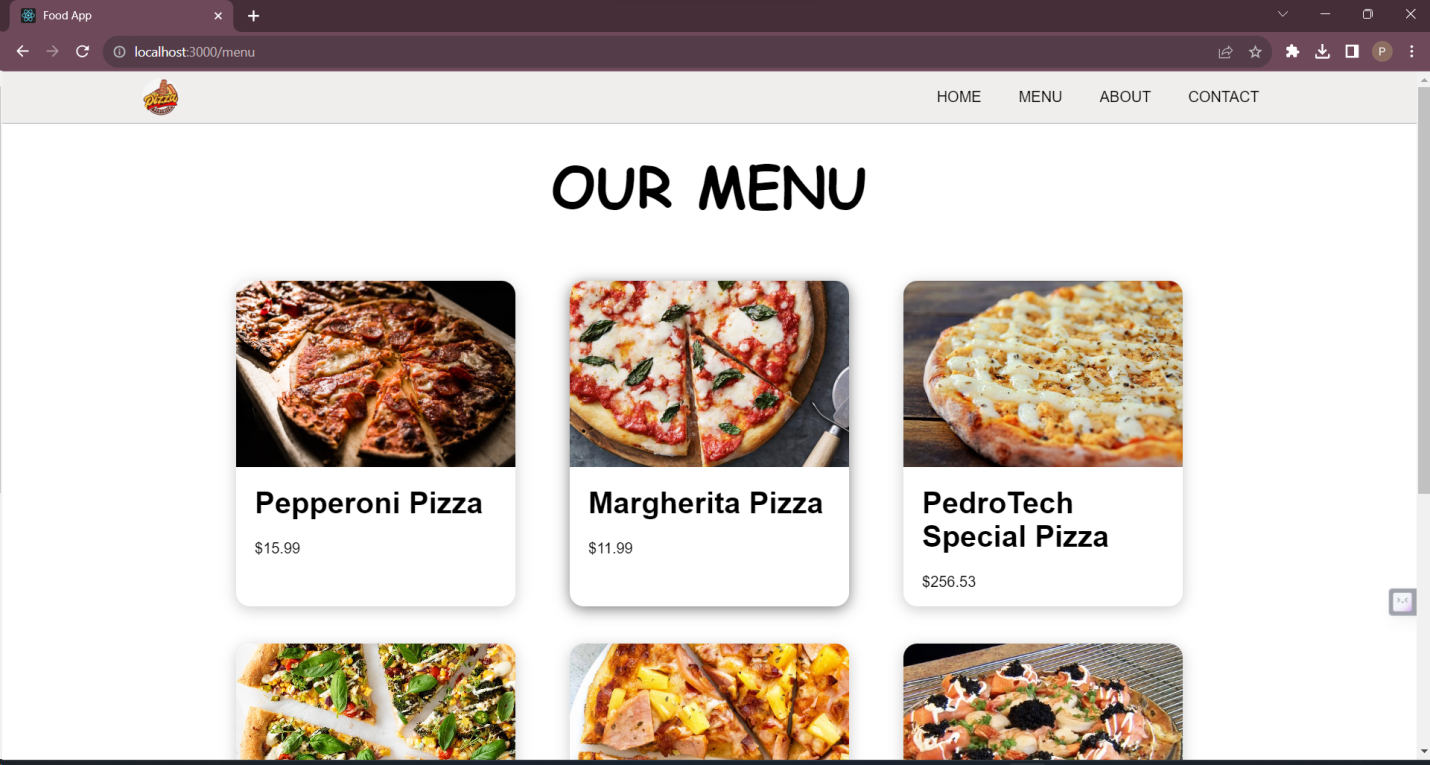 Food App
localhost:3000/menu
P
Pizza
HOME MENU ABOUT CONTACT
OUR MENU
Pepperoni Pizza
$15.99
Margherita Pizza
$11.99
PedroTech
Special Pizza
$256.53